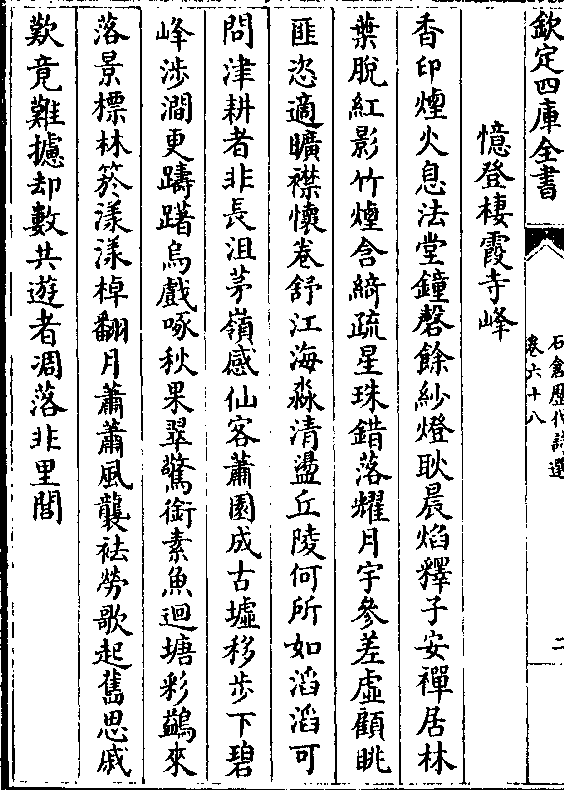 欽定四庫全書
石倉歷代詩選
卷六十八
二
憶登棲霞寺峰
香印煙火息法堂鐘磬餘紗燈耿晨焰釋子安禪居林
葉脫紅影竹煙含綺疏星珠錯落耀月宇參差虛顧眺
匪恣適曠襟懷卷舒江海淼清盪丘陵何所如滔滔可
問津耕者非長沮茅嶺感仙客蕭園成古墟移步下碧
峰涉澗更躊躇烏戲啄秋果翠驚銜素魚迴塘彩鷁來
落景標林菸漾漾棹翻月蕭蕭風襲袪勞歌起舊思戚
歎竟難攄却數共遊者凋落非里閭